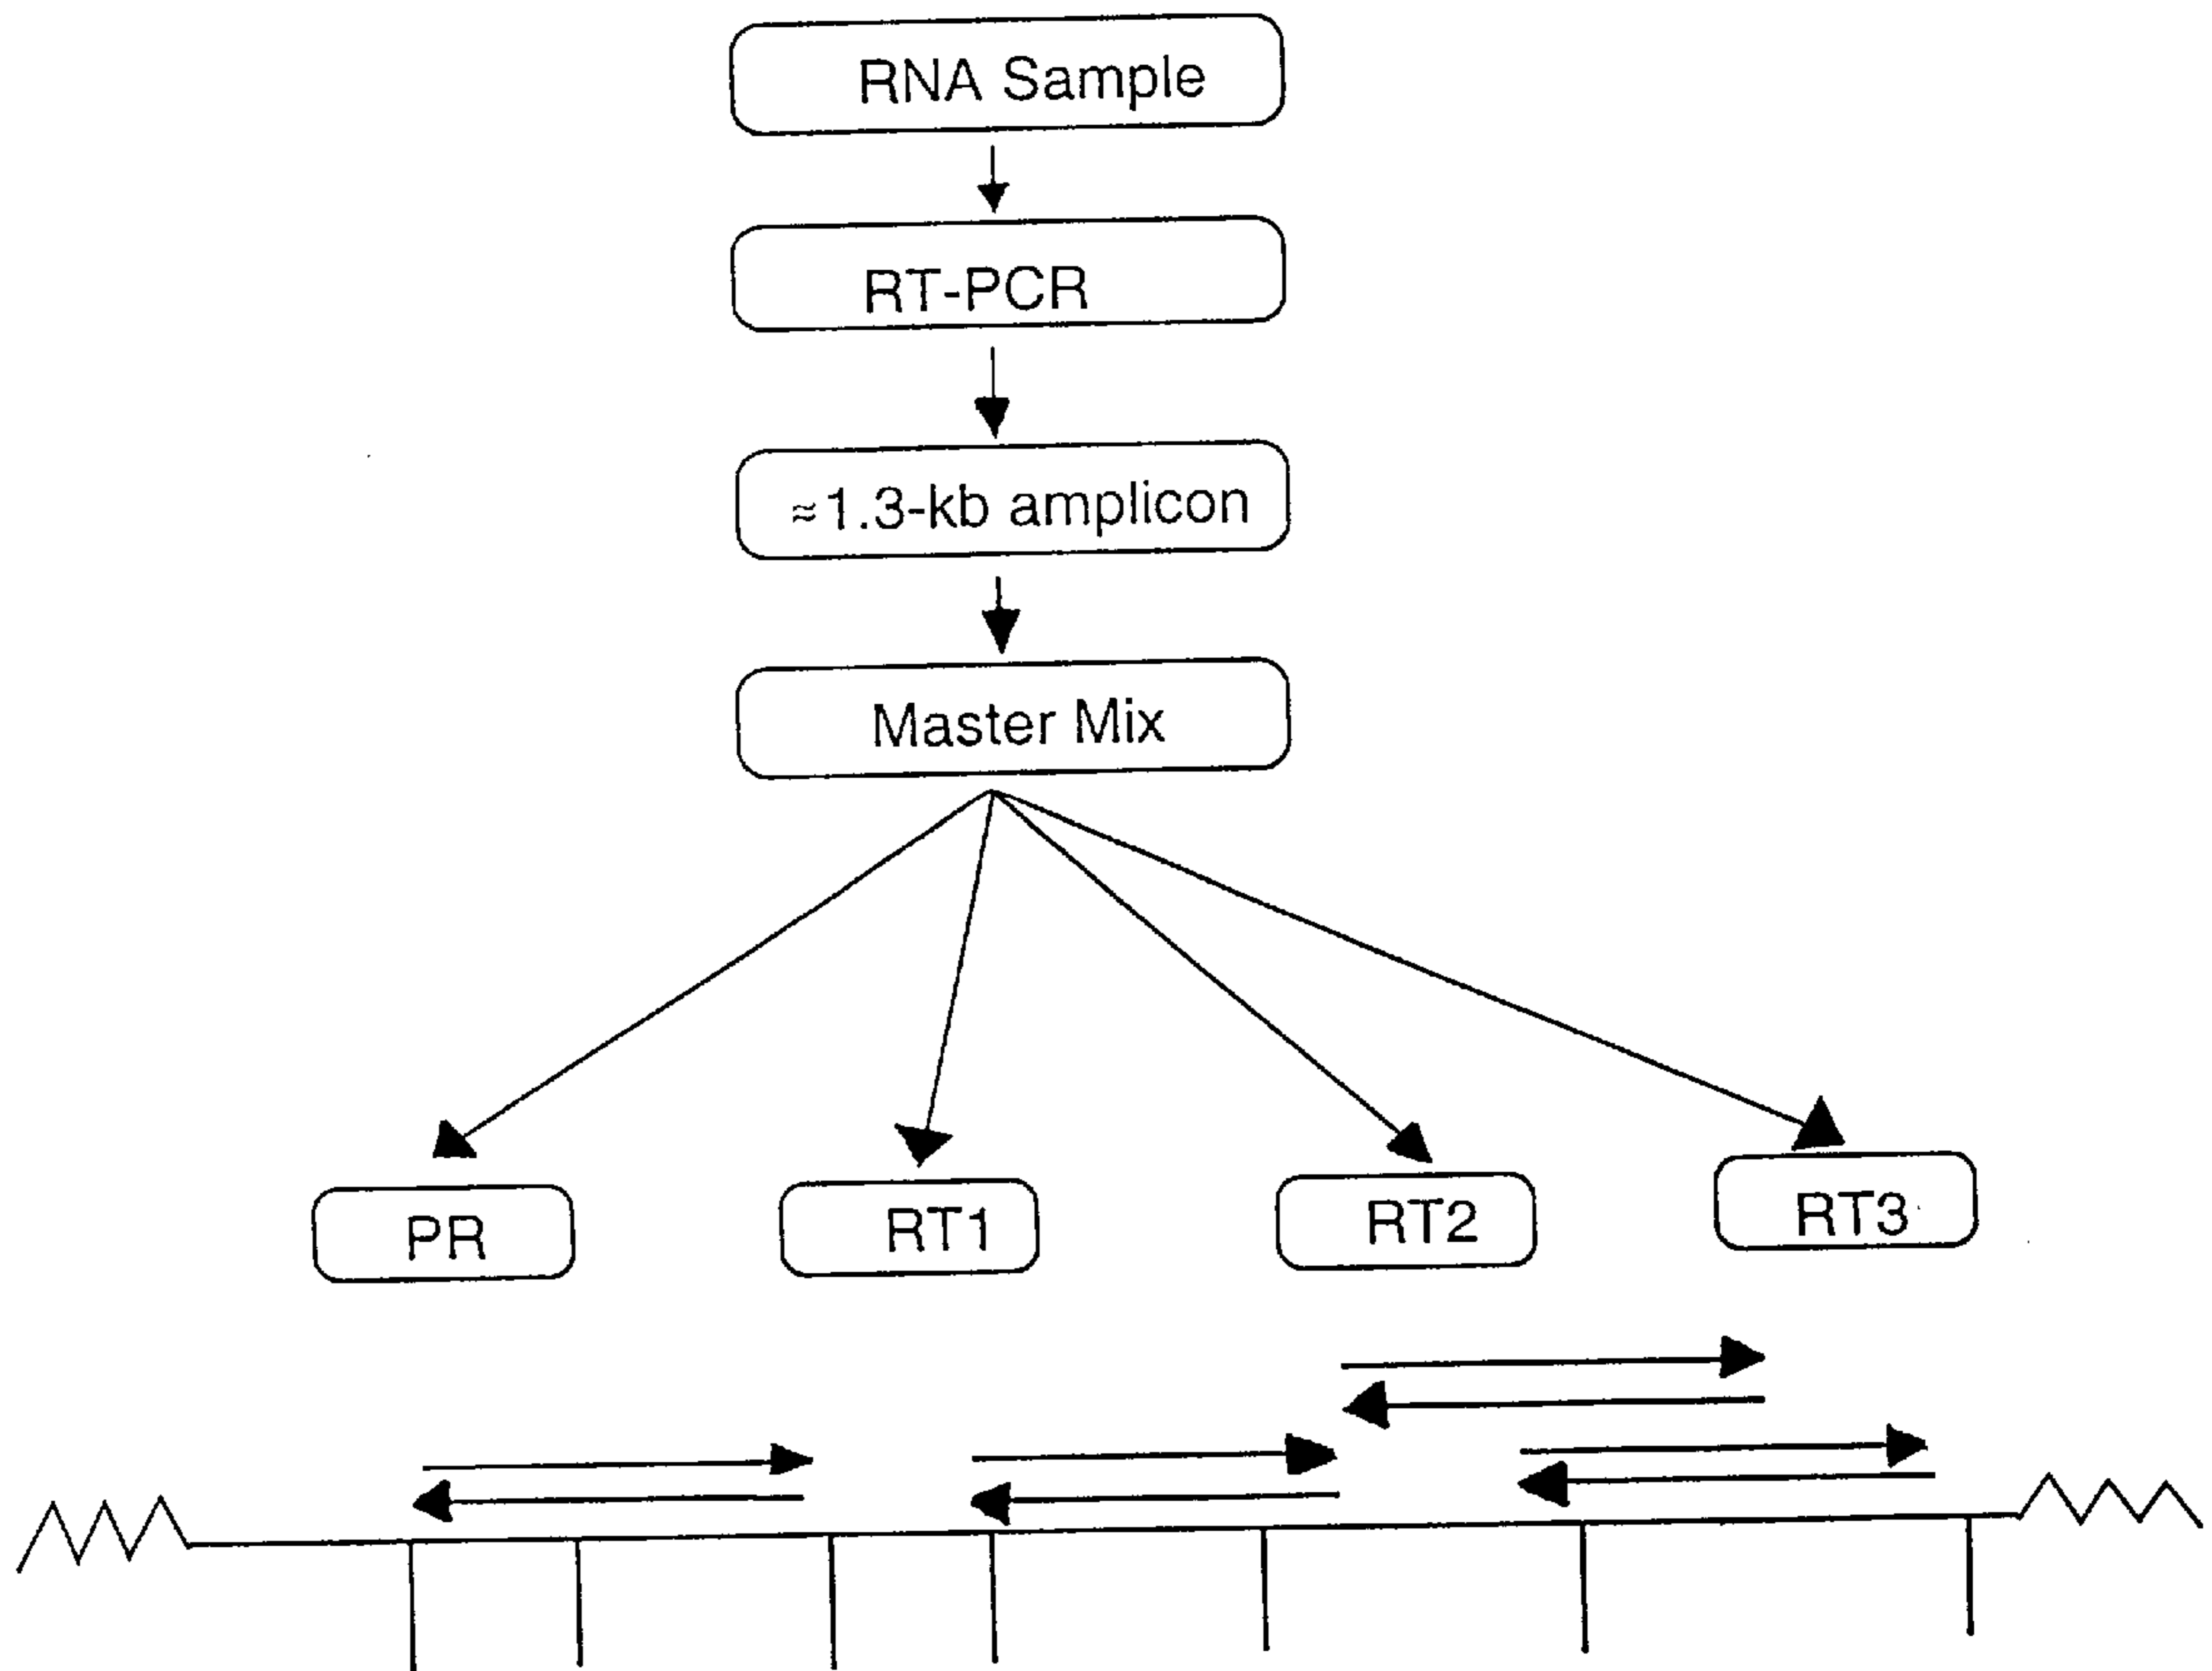 RNA Sample
RT-PCR
≈1.3-kb amplicon
Master Mix
PR
RT1
RT2
RT3